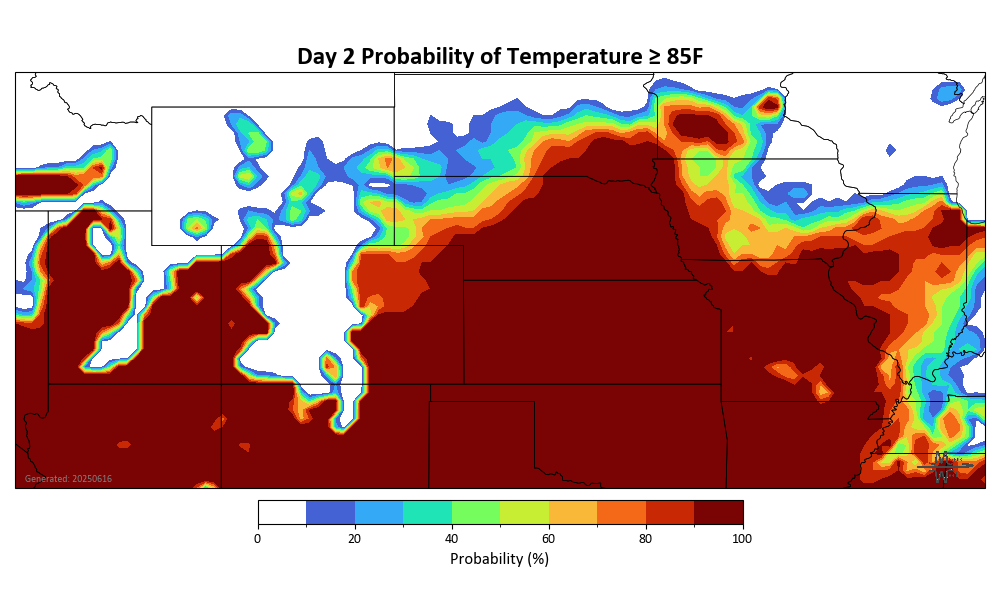 Day 2 Probability of Temperature ≥ 85F
Generated: 20250616
0 20 40 60 80 100
Probability (%)